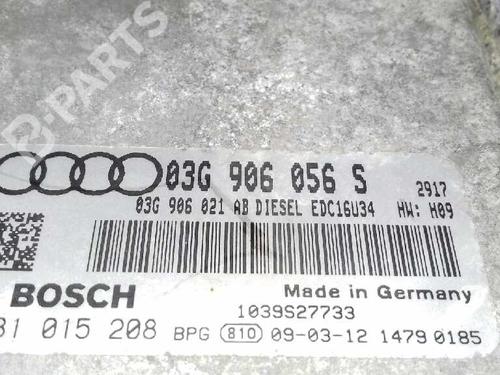 B-PARTS
03G 906 056 S 2917
03G 906 021 AB DIESEL EDC16U34 HW: H09
BOSCH Made in Germany
1039S27733
81 015 208 BPG 810 09-03-12 1479 0185